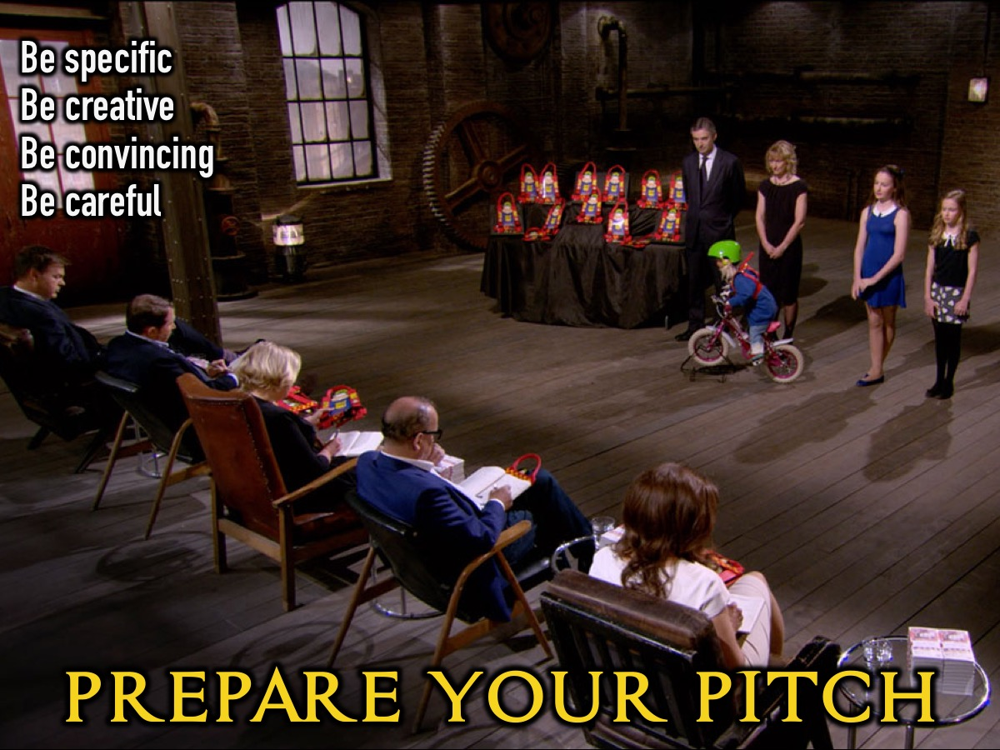 Be specific
Be creative
Be convincing
Be careful
PREPARE YOUR PITCH